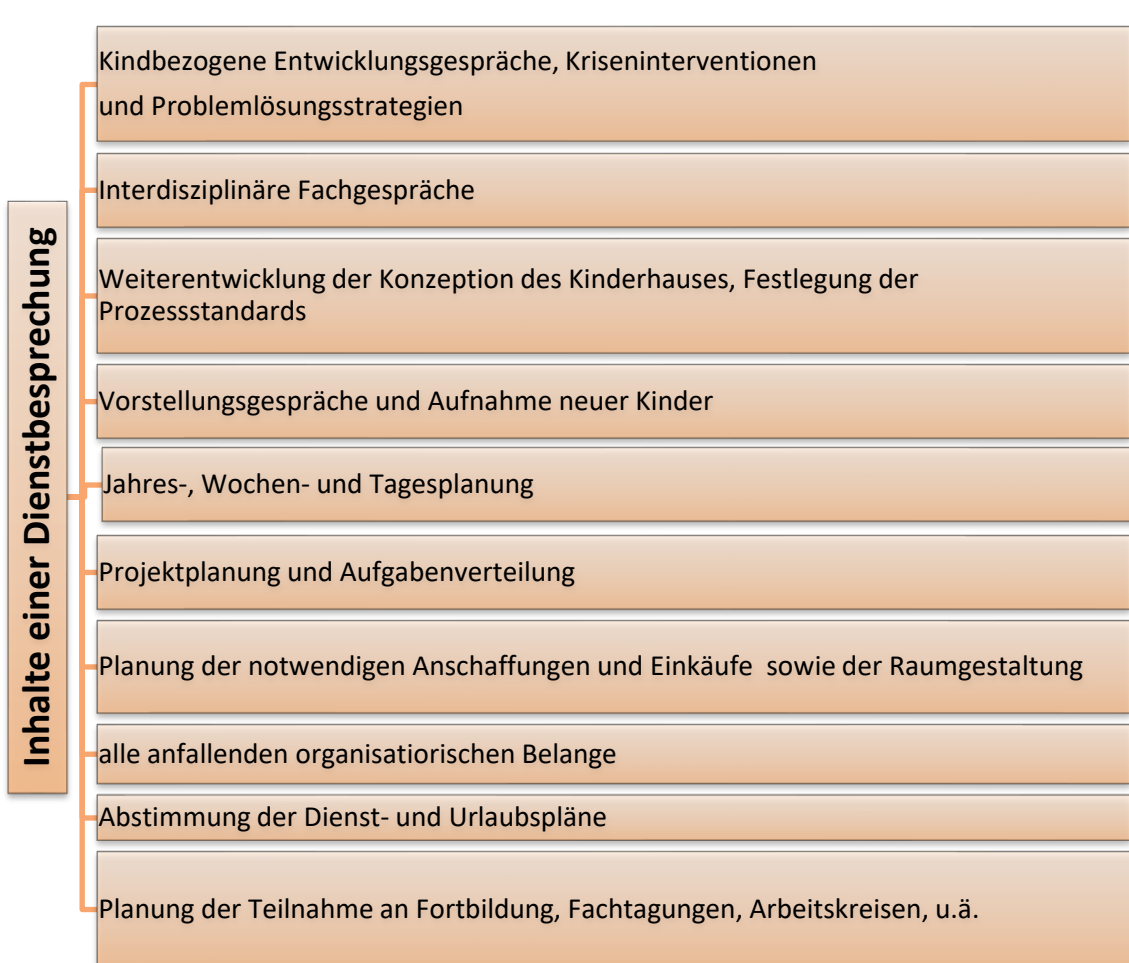 Inhalte einer Dienstbesprechung
Kindbezogene Entwicklungsgespräche, Kriseninterventionen
und Problemlösungsstrategien
Interdisziplinäre Fachgespräche
Weiterentwicklung der Konzeption des Kinderhauses, Festlegung der
Prozessstandards
Vorstellungsgespräche und Aufnahme neuer Kinder
Jahres-, Wochen- und Tagesplanung
Projektplanung und Aufgabenverteilung
Planung der notwendigen Anschaffungen und Einkäufe  sowie der Raumgestaltung
alle anfallenden organisatiorischen Belange
Abstimmung der Dienst- und Urlaubspläne
Planung der Teilnahme an Fortbildung, Fachtagungen, Arbeitskreisen, u.ä.